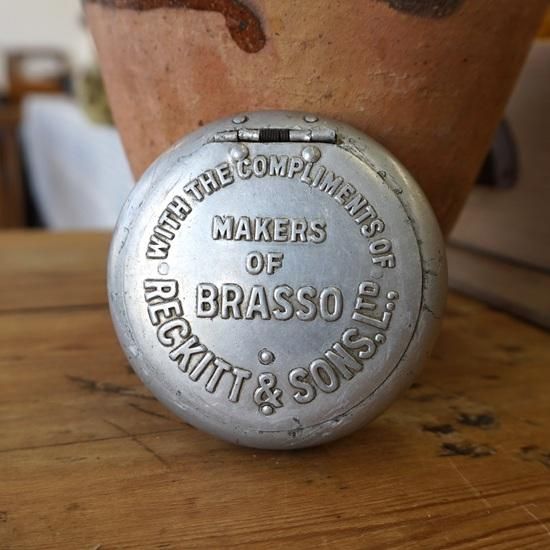 WITH THE COMPLIMENTS OF
MAKERS
OF
BRASSO
RECKITT & SONS, LTD.,